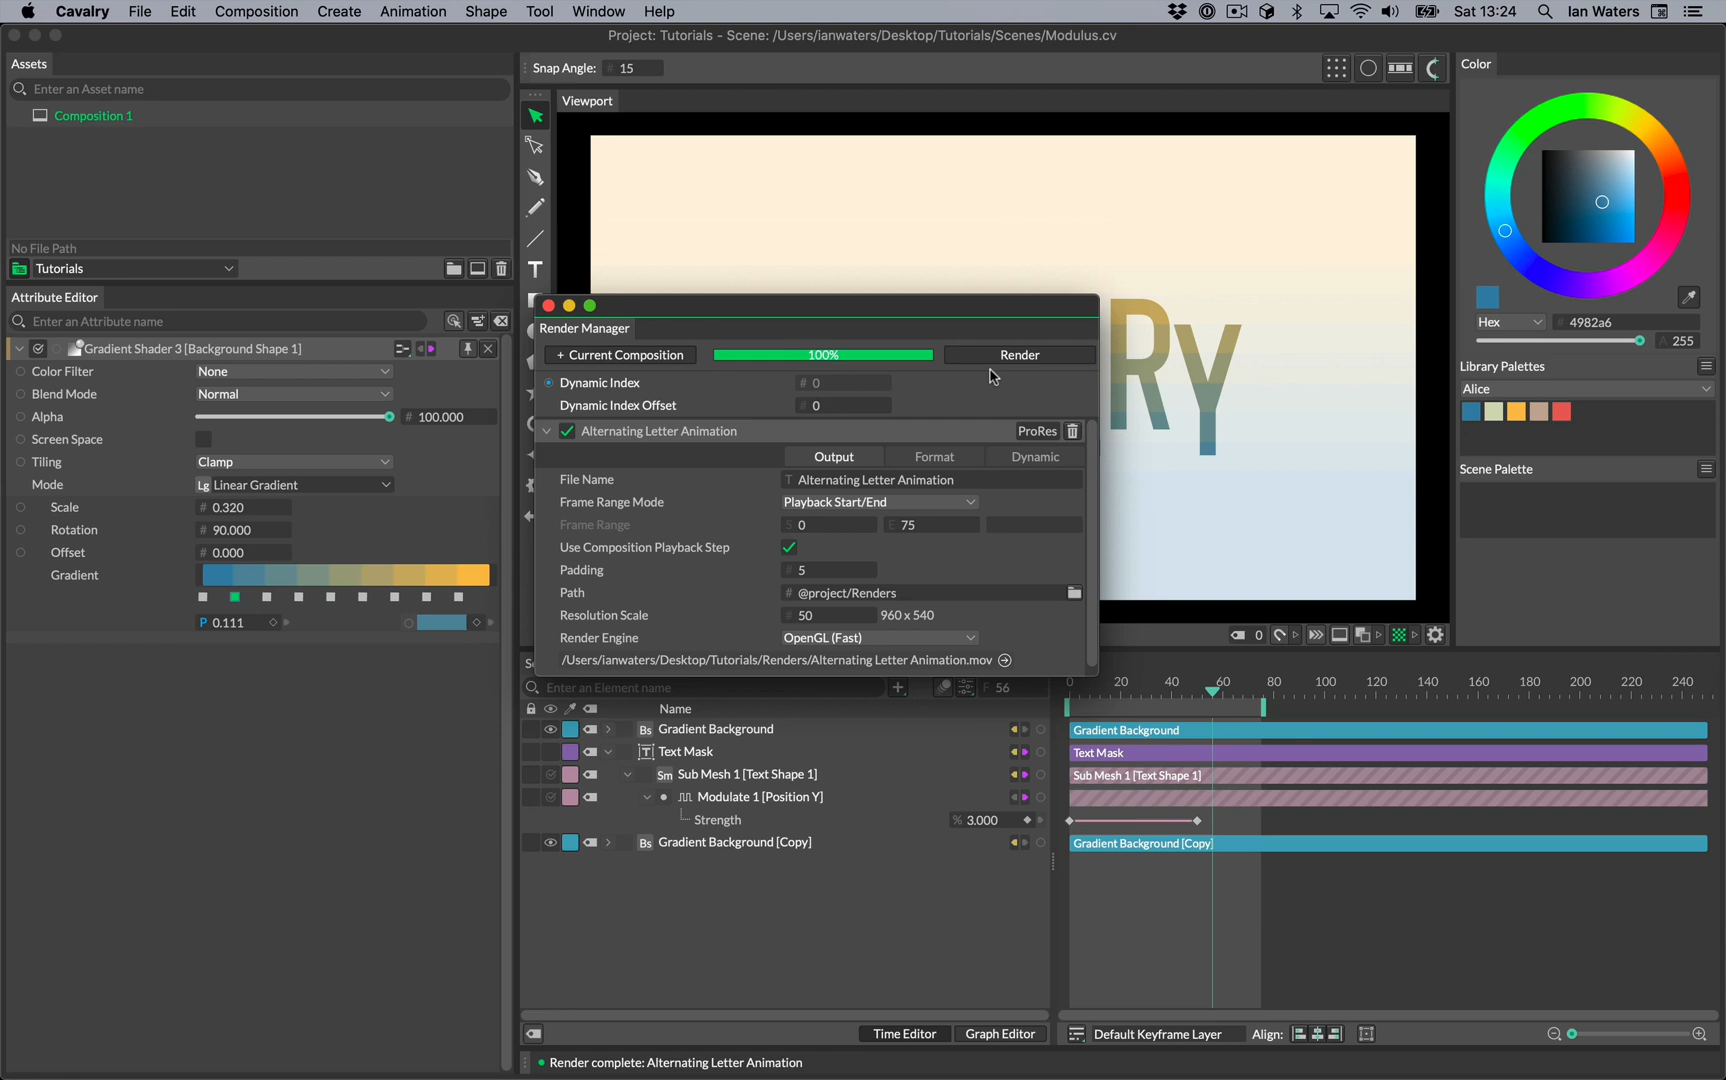 Cavalry File Edit Composition Create Animation Shape Tool Window Help Sat 13:24 Ian Waters
Project: Tutorials - Scene: /Users/ianwaters/Desktop/Tutorials/Scenes/Modulus.cv
Assets
Enter an Asset name
Composition 1
No File Path
Tutorials
Attribute Editor
Enter an Attribute name
Gradient Shader 3 [Background Shape 1]
Color Filter None
Blend Mode Normal
Alpha # 100.000
Screen Space
Tiling Clamp
Mode Lg Linear Gradient
Scale # 0.320
Rotation # 90.000
Offset # 0.000
Gradient
P 0.111
Snap Angle: # 15
Viewport
RY
Render Manager
+ Current Composition 100% Render
Dynamic Index # 0
Dynamic Index Offset # 0
Alternating Letter Animation ProRes
Output Format Dynamic
File Name T Alternating Letter Animation
Frame Range Mode Playback Start/End
Frame Range S 0 E 75
Use Composition Playback Step
Padding # 5
Path # @project/Renders
Resolution Scale # 50 960 x 540
Render Engine OpenGL (Fast)
/Users/ianwaters/Desktop/Tutorials/Renders/Alternating Letter Animation.mov
0
Color
Hex # 4982a6
A 255
Library Palettes
Alice
Scene Palette
Enter an Element name F 56
0 20 40 60 80 100 120 140 160 180 200 220 240
Name
Bs Gradient Background
Gradient Background
T Text Mask
Text Mask
Sm Sub Mesh 1 [Text Shape 1]
Sub Mesh 1 [Text Shape 1]
Modulate 1 [Position Y]
Strength % 3.000
Bs Gradient Background [Copy]
Gradient Background [Copy]
Time Editor Graph Editor Default Keyframe Layer Align:
Render complete: Alternating Letter Animation